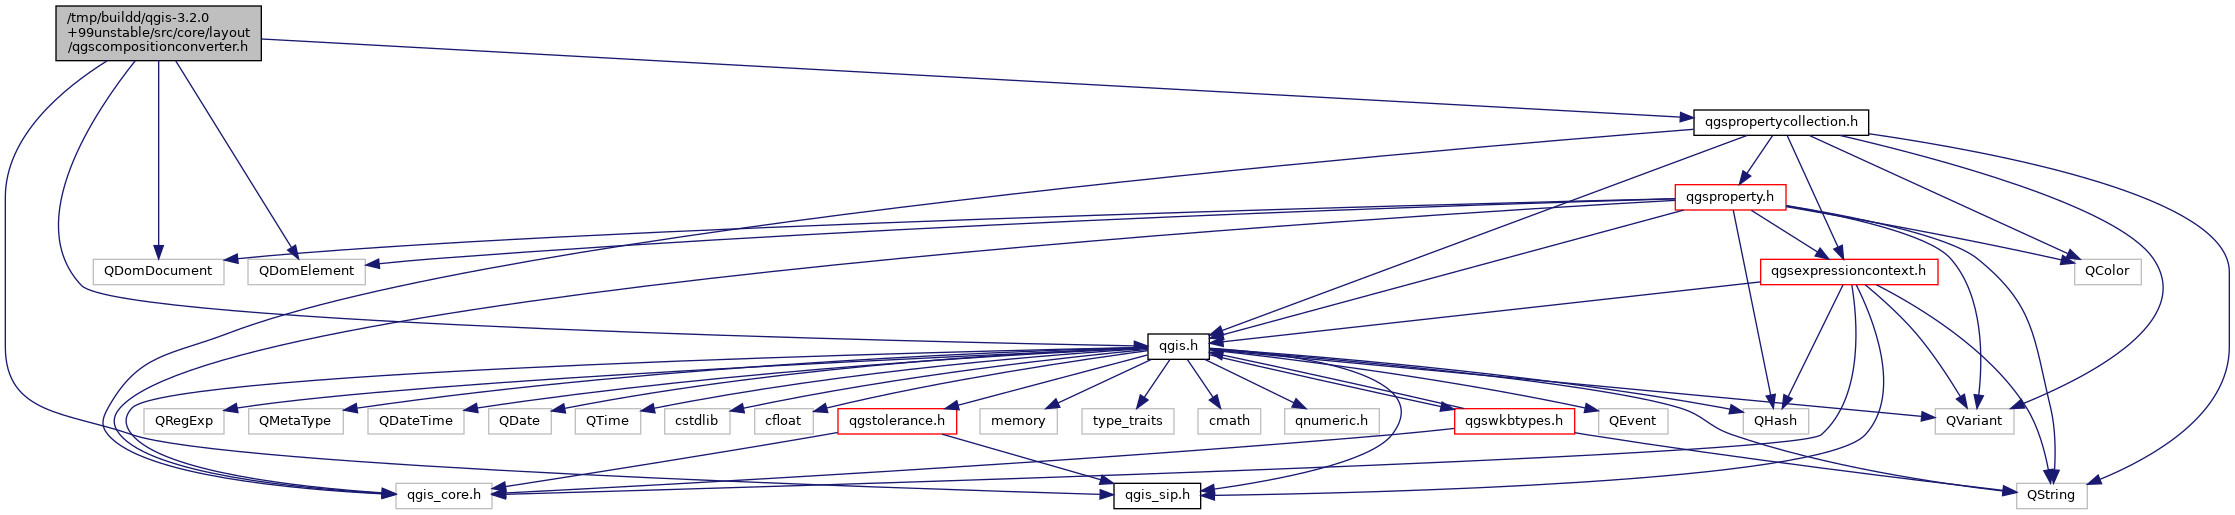 /tmp/buildd/qgis-3.2.0
+99unstable/src/core/layout
/qgscompositionconverter.h
qgspropertycollection.h
qgsproperty.h
QDomDocument
QDomElement
qgsexpressioncontext.h
QColor
qgis.h
QRegExp
QMetaType
QDateTime
QDate
QTime
cstdlib
cfloat
qgstolerance.h
memory
type_traits
cmath
qnumeric.h
qgswkbtypes.h
QEvent
QHash
QVariant
qgis_core.h
qgis_sip.h
QString